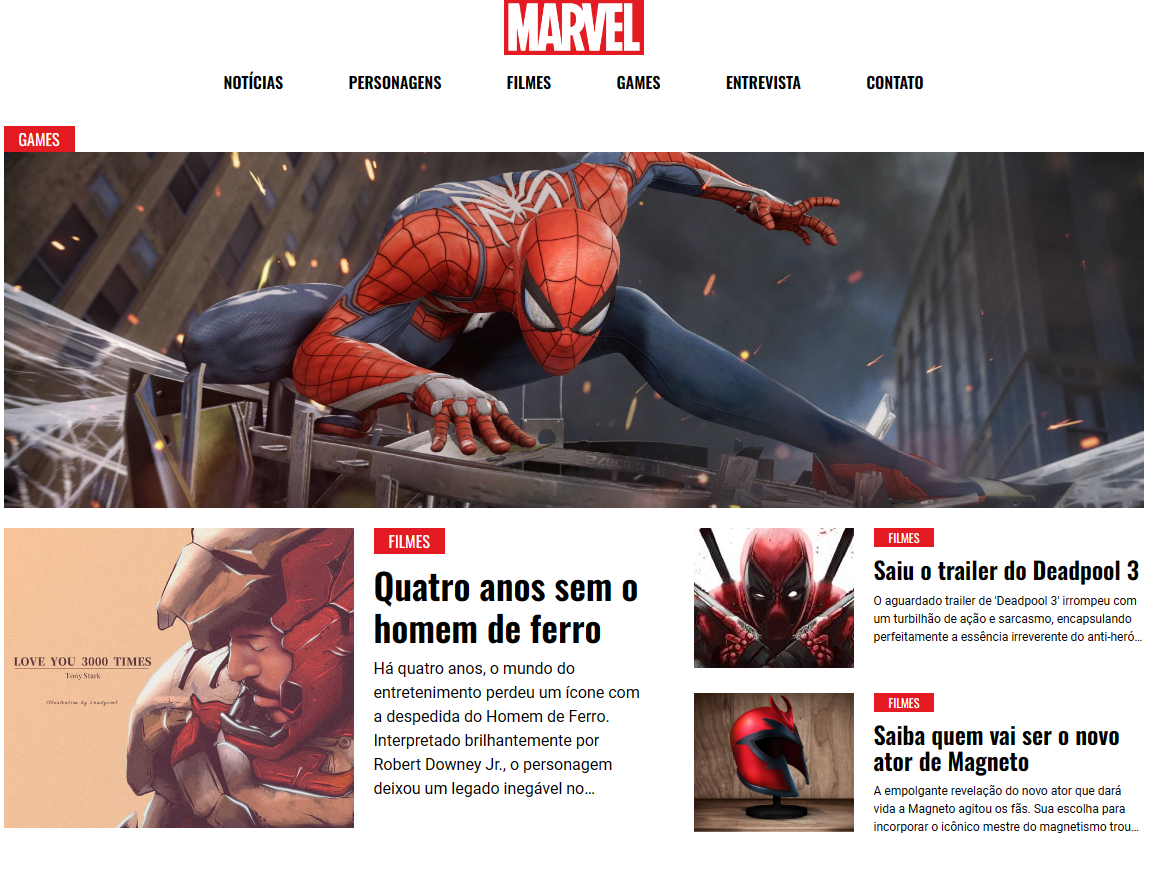 MARVEL
NOTÍCIAS PERSONAGENS FILMES GAMES ENTREVISTA CONTATO
GAMES
LOVE YOU 3000 TIMES
Tony Stark
FILMES
Quatro anos sem o
homem de ferro
Há quatro anos, o mundo do
entretenimento perdeu um ícone com
a despedida do Homem de Ferro.
Interpretado brilhantemente por
Robert Downey Jr., o personagem
deixou um legado inegável no...
FILMES
Saiu o trailer do Deadpool 3
O aguardado trailer de 'Deadpool 3' irrompeu com
um turbilhão de ação e sarcasmo, encapsulando
perfeitamente a essência irreverente do anti-heró...
FILMES
Saiba quem vai ser o novo
ator de Magneto
A empolgante revelação do novo ator que dará
vida a Magneto agitou os fãs. Sua escolha para
incorporar o icônico mestre do magnetismo trou...